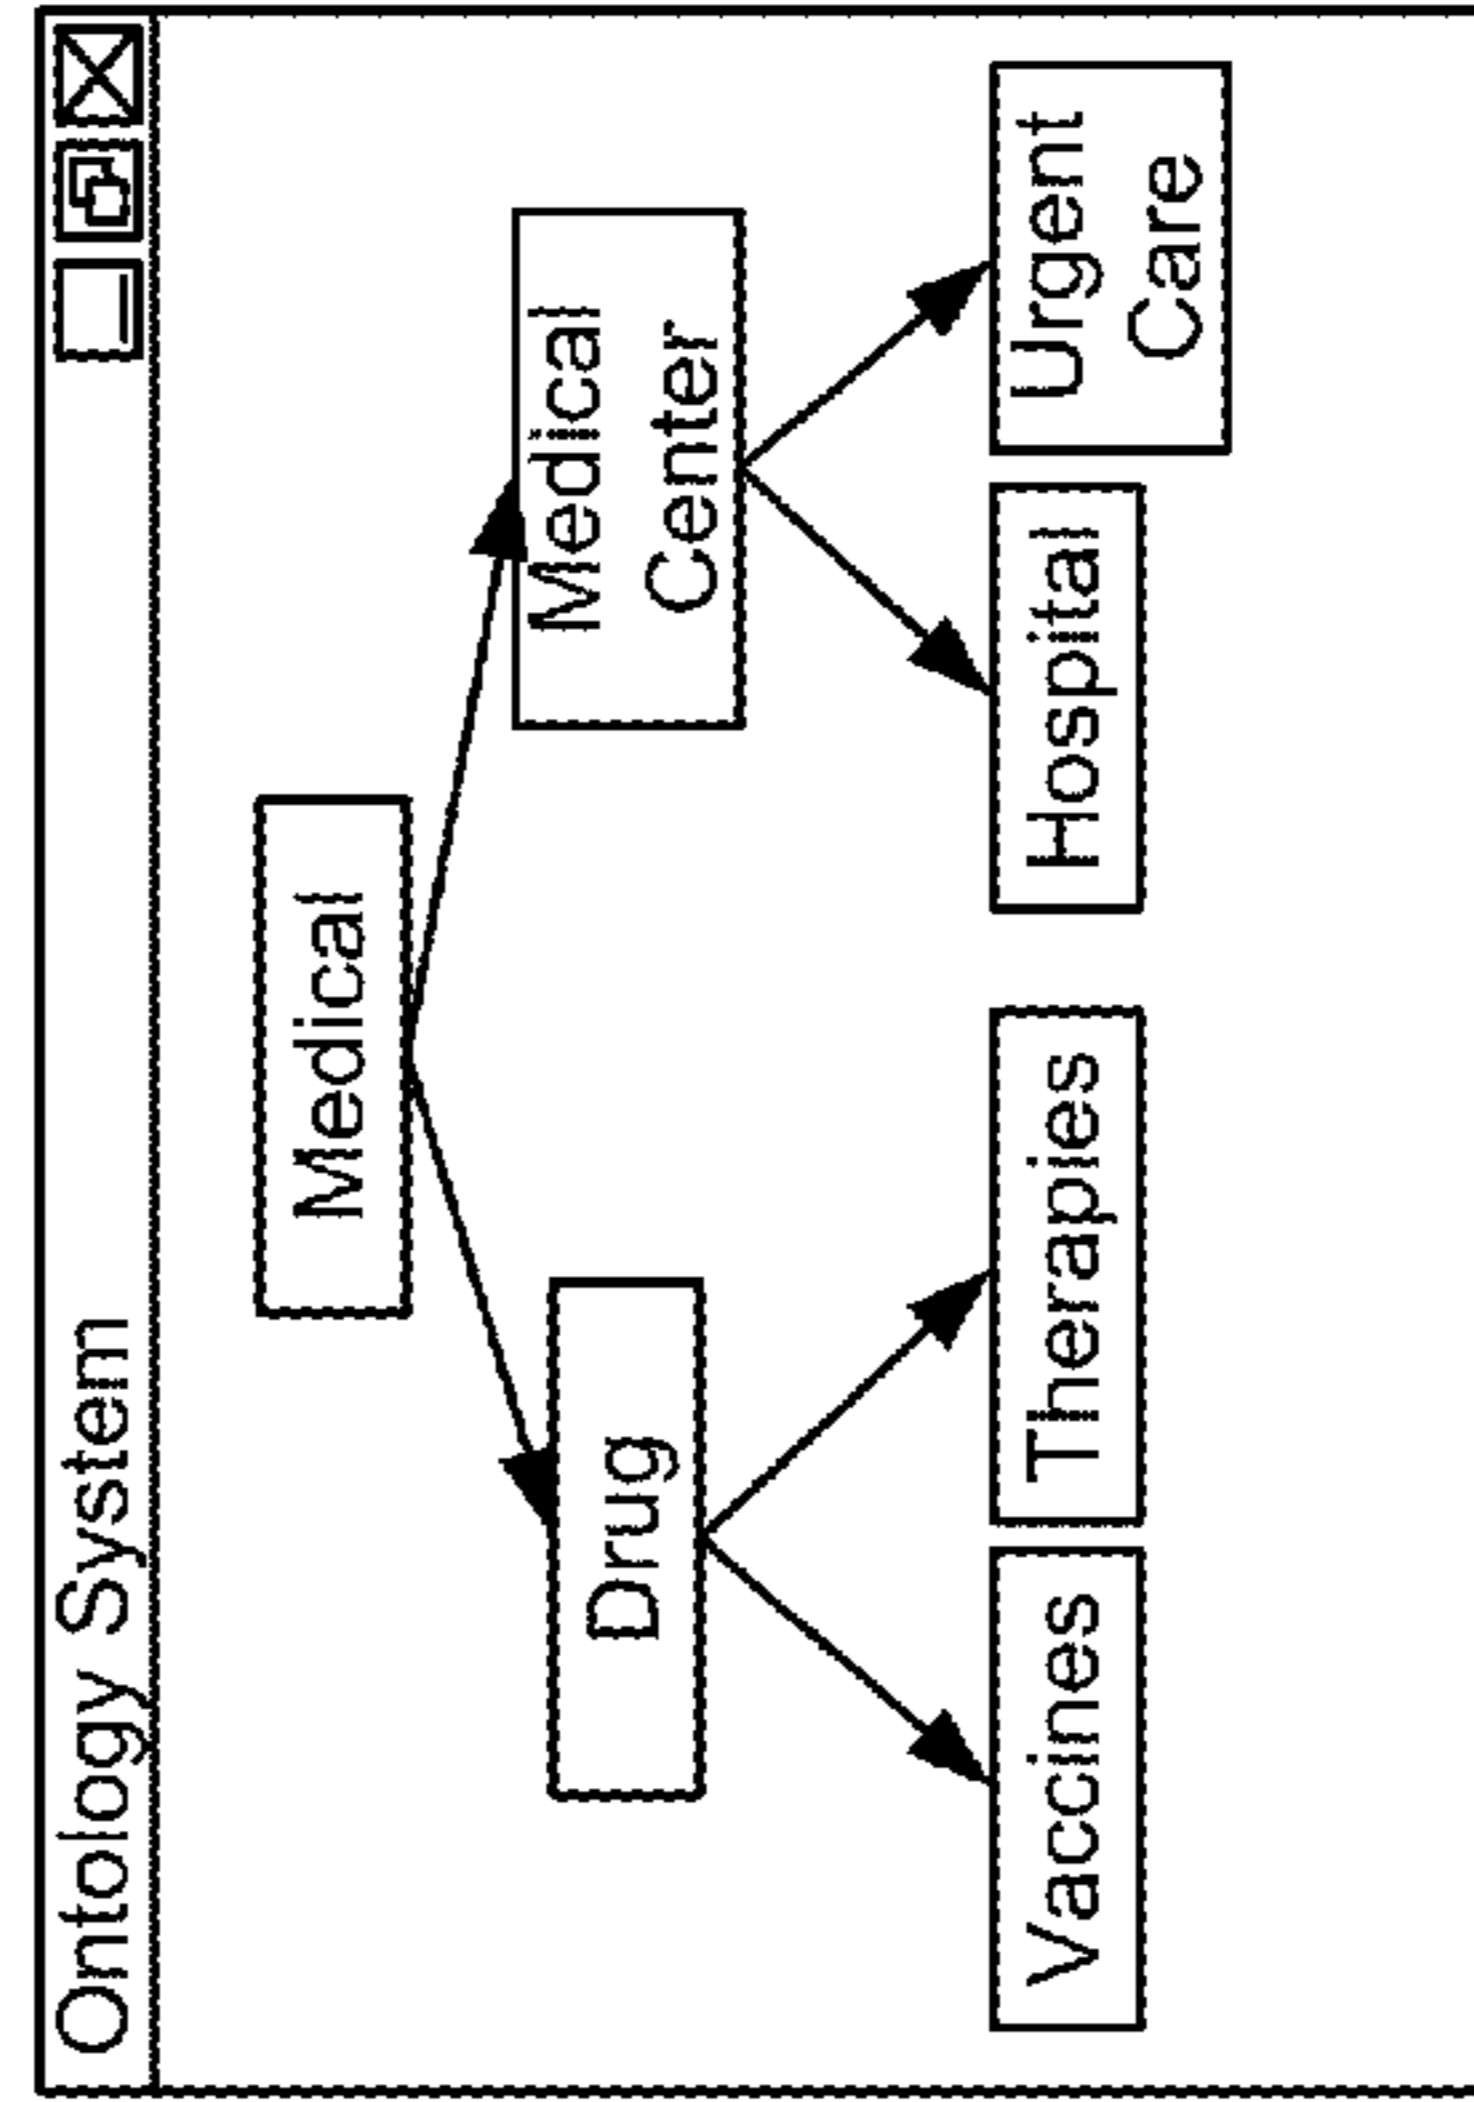 Ontology System
Medical
Drug
Medical
Center
Vaccines
Therapies
Hospital
Urgent
Care